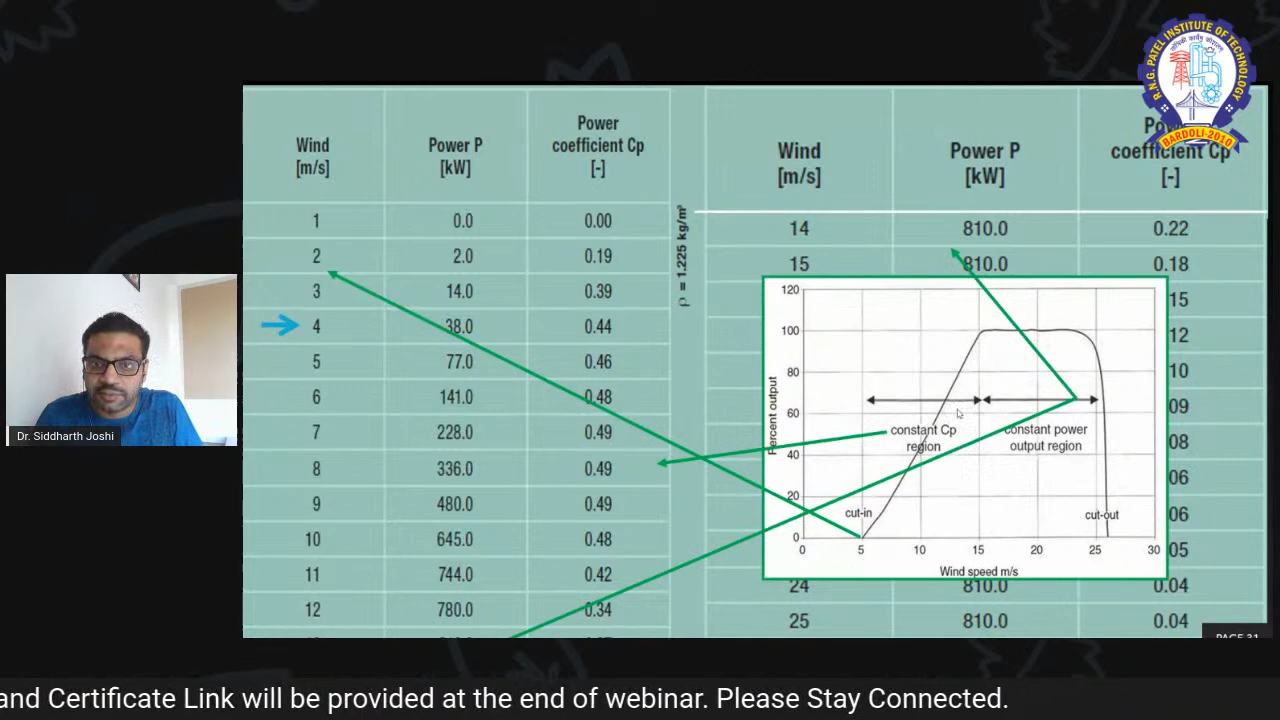 R.N.G. PATEL INSTITUTE OF TECHNOLOGY
BARDOLI-2010
Dr. Siddharth Joshi
Wind [m/s] Power P [kW] Power coefficient Cp [-]
1 0.0 0.00
2 2.0 0.19
3 14.0 0.39
4 38.0 0.44
5 77.0 0.46
6 141.0 0.48
7 228.0 0.49
8 336.0 0.49
9 480.0 0.49
10 645.0 0.48
11 744.0 0.42
12 780.0 0.34
ρ = 1.225 kg/m³
Wind [m/s] Power P [kW] coefficient Cp [-]
14 810.0 0.22
15 810.0 0.18
15
12
10
09
08
06
06
05
24 810.0 0.04
25 810.0 0.04
Percent output
120
100
80
60
40
20
0
constant Cp region
constant power output region
cut-in
cut-out
0 5 10 15 20 25 30
Wind speed m/s
PAGE 31
and Certificate Link will be provided at the end of webinar. Please Stay Connected.